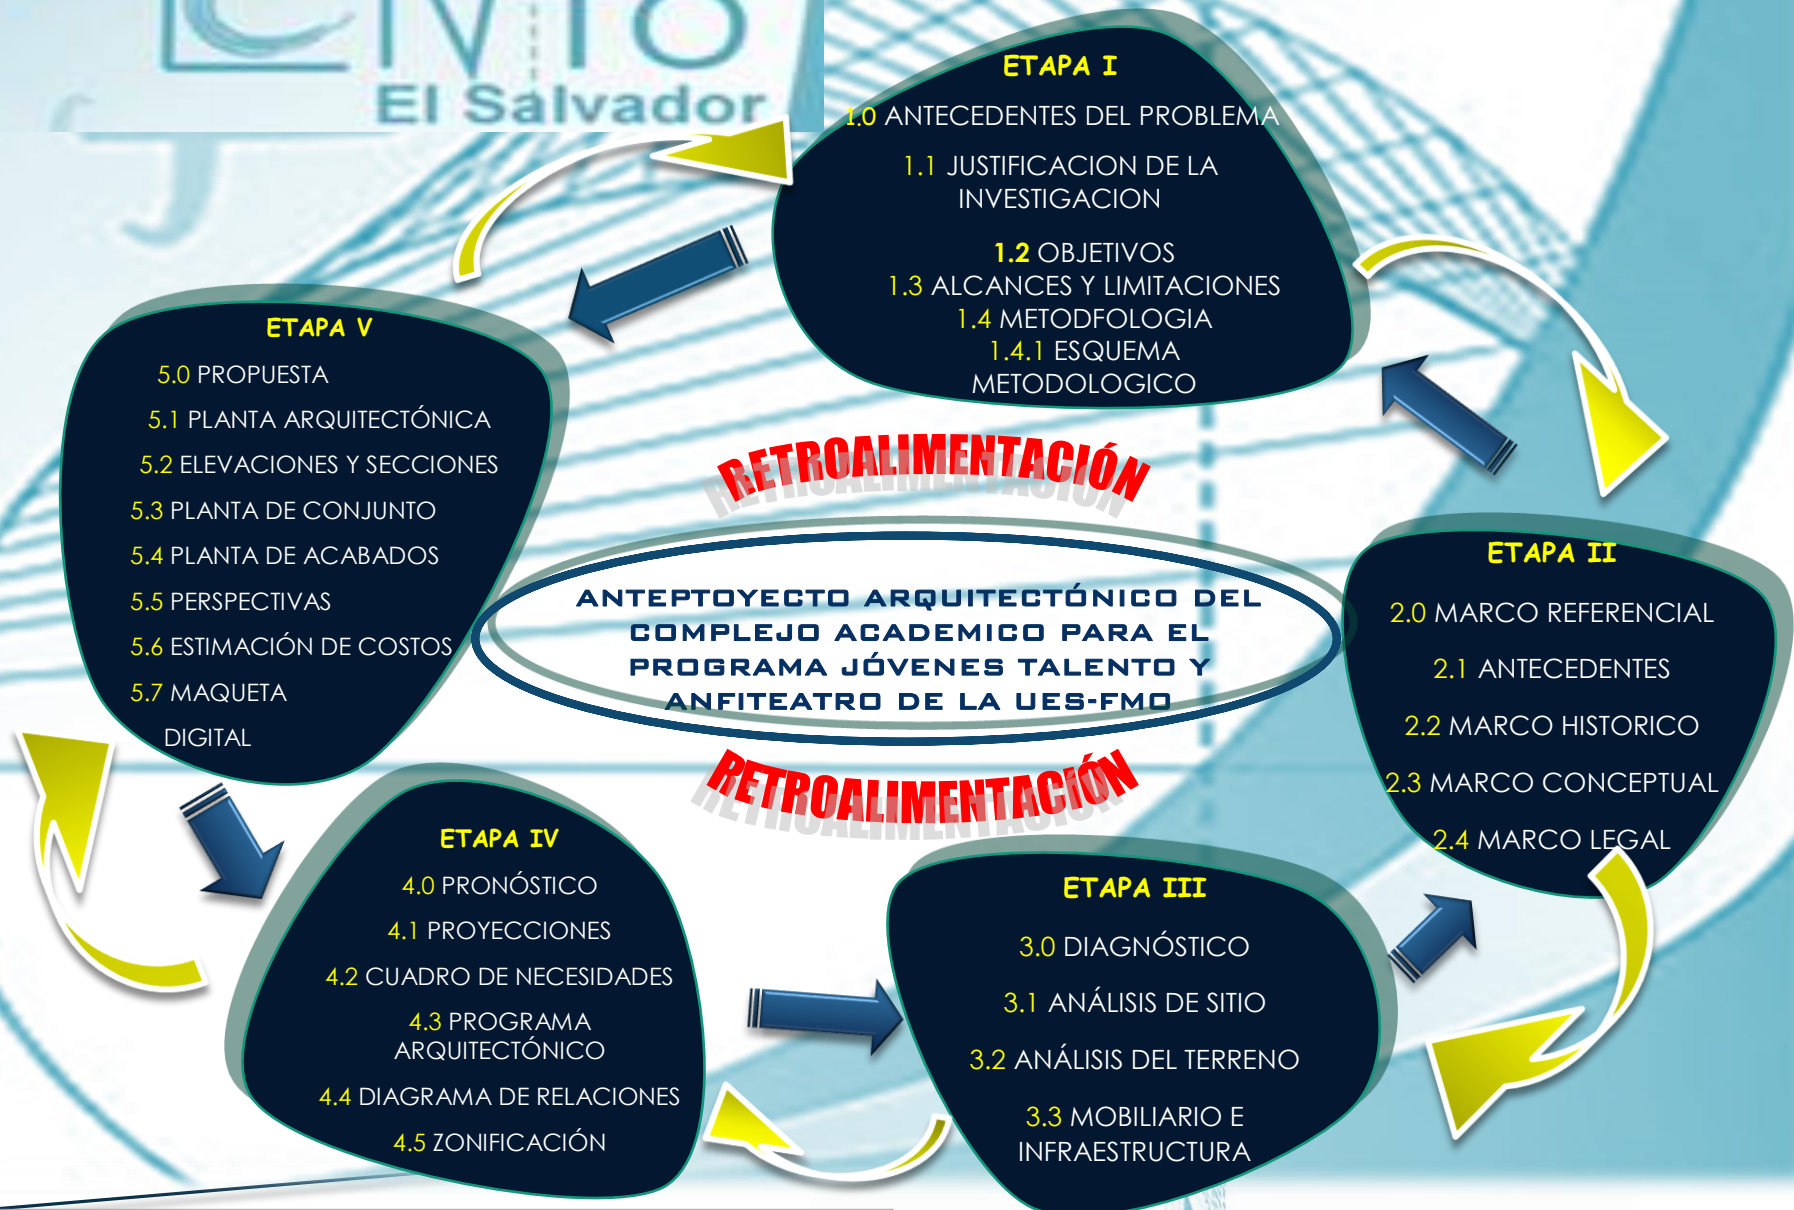 El Salvador
ETAPA I
1.0 ANTECEDENTES DEL PROBLEMA
1.1 JUSTIFICACION DE LA
INVESTIGACION
1.2 OBJETIVOS
1.3 ALCANCES Y LIMITACIONES
1.4 METODFOLOGIA
1.4.1 ESQUEMA
METODOLOGICO
ETAPA V
5.0 PROPUESTA
5.1 PLANTA ARQUITECTÓNICA
5.2 ELEVACIONES Y SECCIONES
5.3 PLANTA DE CONJUNTO
5.4 PLANTA DE ACABADOS
5.5 PERSPECTIVAS
5.6 ESTIMACIÓN DE COSTOS
5.7 MAQUETA
DIGITAL
RETROALIMENTACIÓN
ANTEPTOYECTO ARQUITECTÓNICO DEL
COMPLEJO ACADEMICO PARA EL
PROGRAMA JÓVENES TALENTO Y
ANFITEATRO DE LA UES-FMO
RETROALIMENTACIÓN
ETAPA II
2.0 MARCO REFERENCIAL
2.1 ANTECEDENTES
2.2 MARCO HISTORICO
2.3 MARCO CONCEPTUAL
2.4 MARCO LEGAL
ETAPA IV
4.0 PRONÓSTICO
4.1 PROYECCIONES
4.2 CUADRO DE NECESIDADES
4.3 PROGRAMA
ARQUITECTÓNICO
4.4 DIAGRAMA DE RELACIONES
4.5 ZONIFICACIÓN
ETAPA III
3.0 DIAGNÓSTICO
3.1 ANÁLISIS DE SITIO
3.2 ANÁLISIS DEL TERRENO
3.3 MOBILIARIO E
INFRAESTRUCTURA